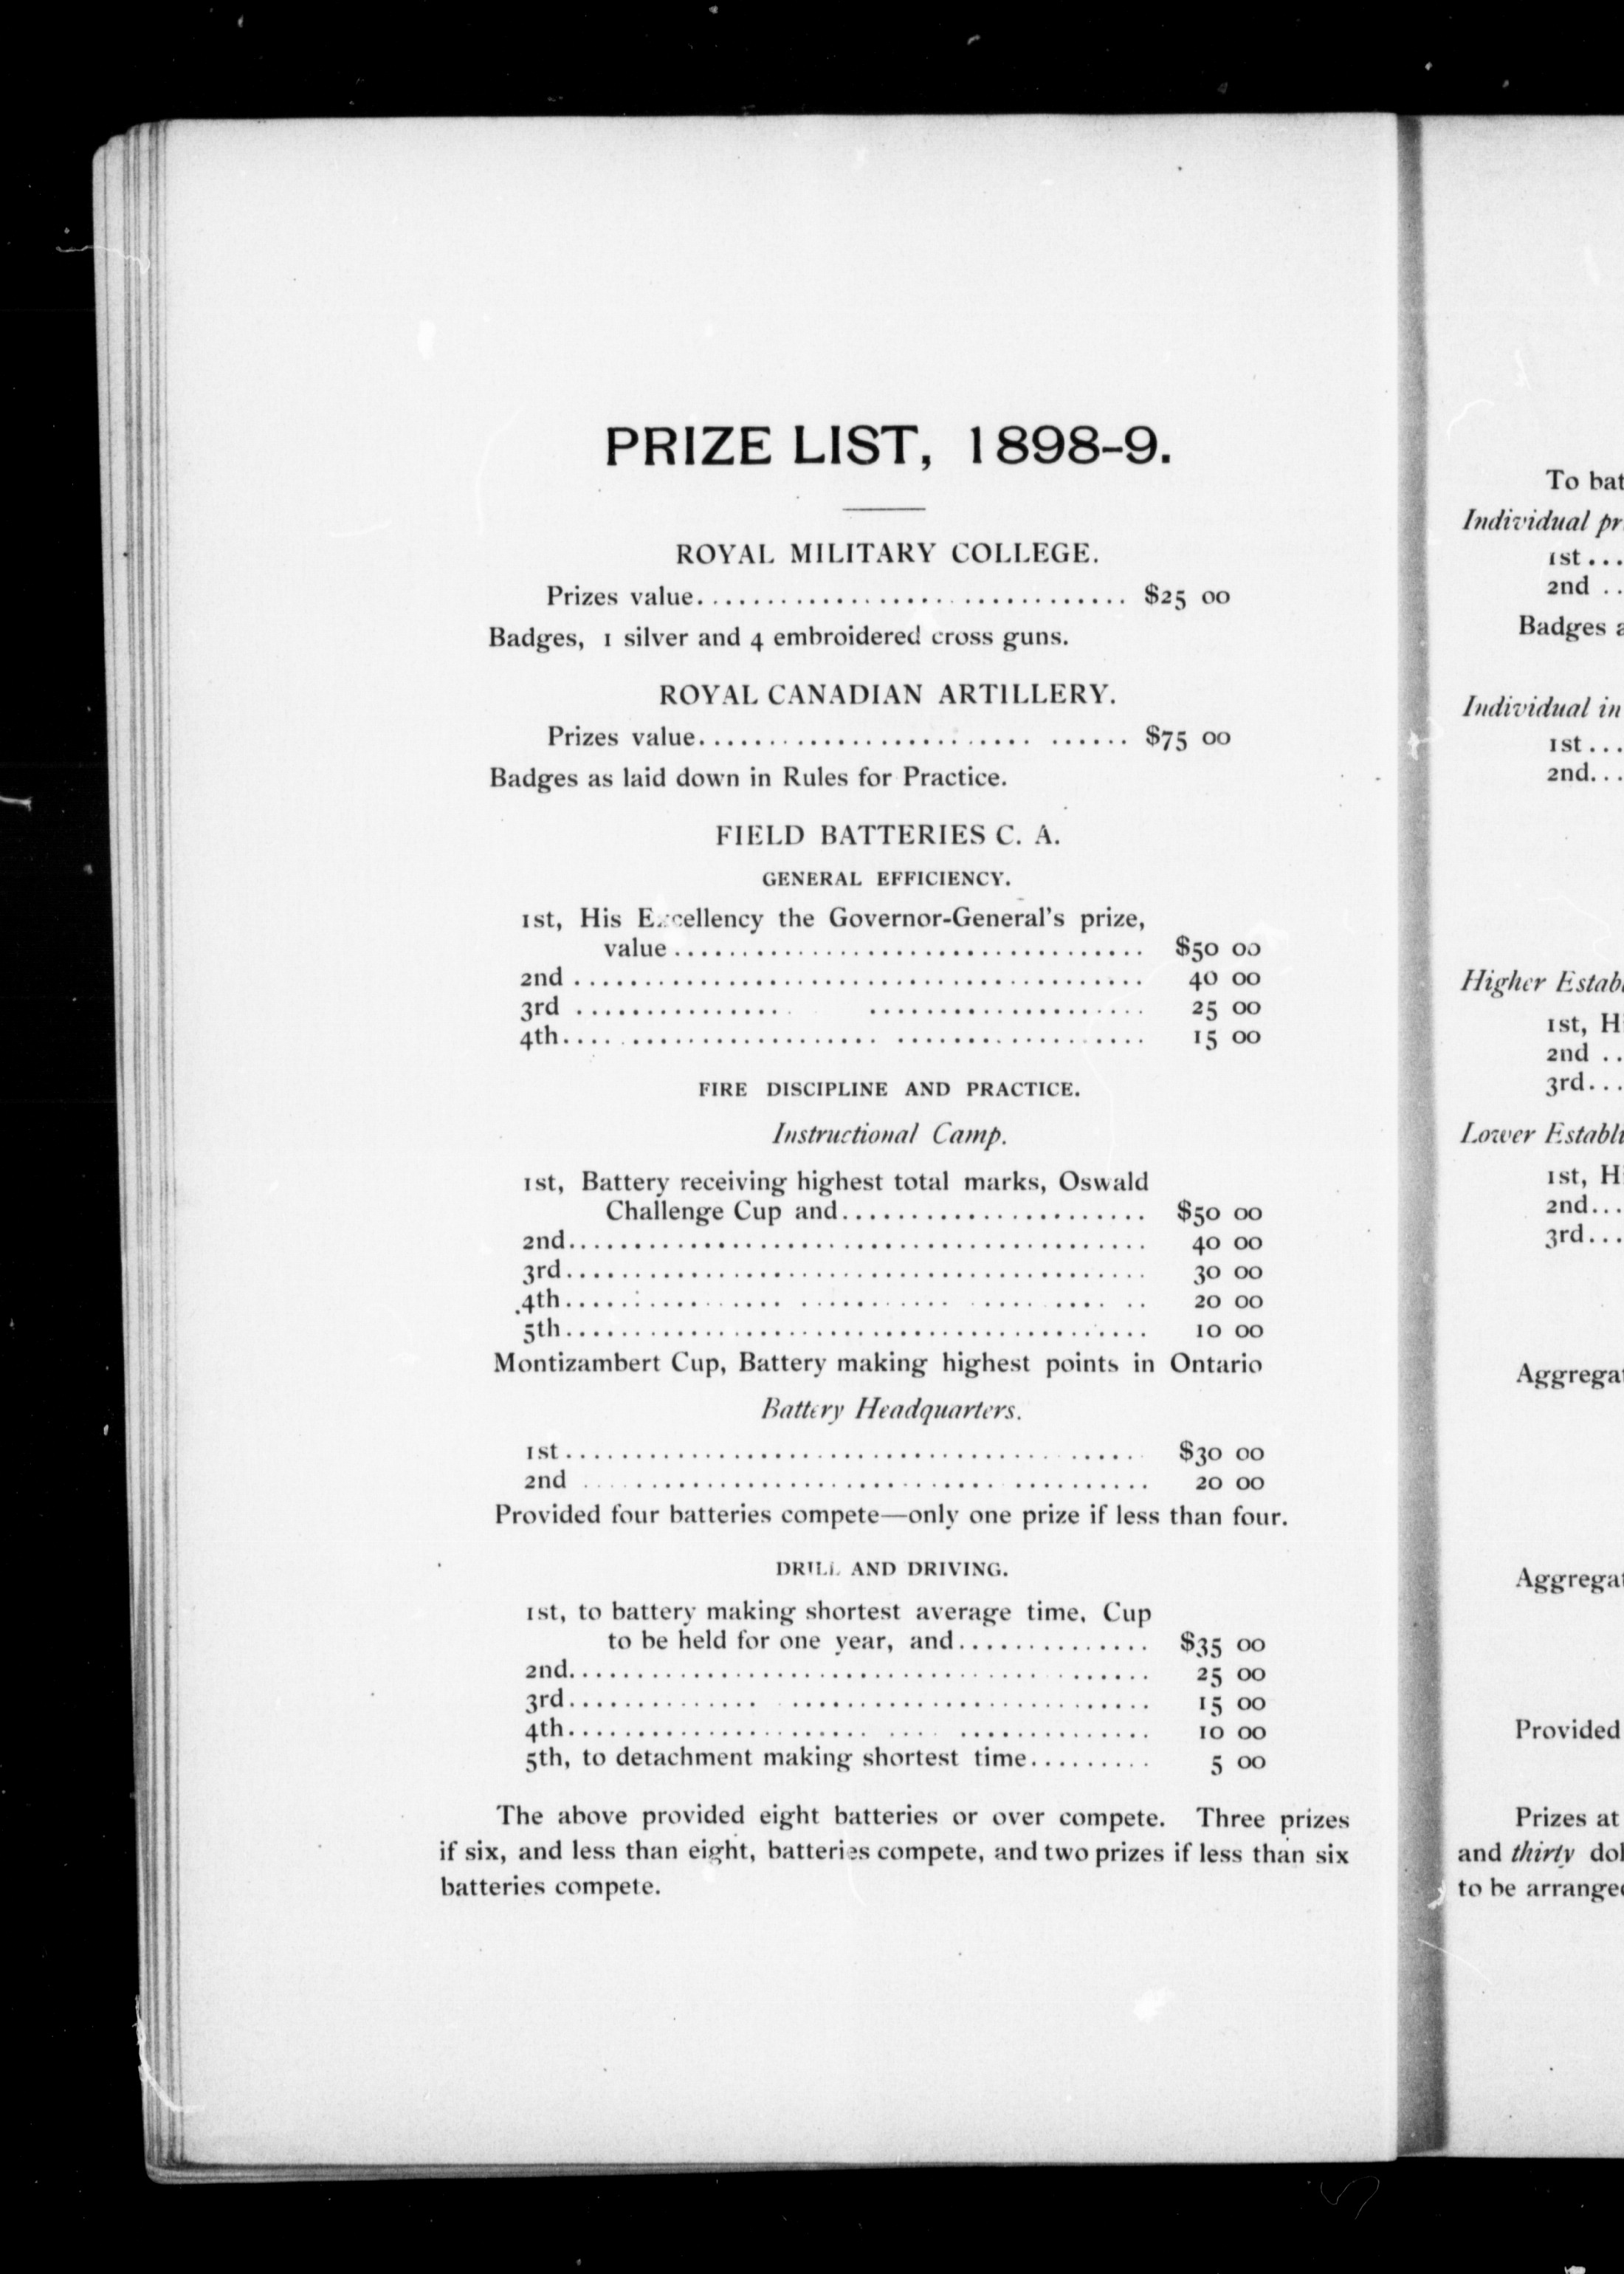 PRIZE LIST, 1898-9.
ROYAL MILITARY COLLEGE.
Prizes value.............................. $25 00
Badges, 1 silver and 4 embroidered cross guns.
ROYAL CANADIAN ARTILLERY.
Prizes value.............................. $75 00
Badges as laid down in Rules for Practice.
FIELD BATTERIES C. A.
GENERAL EFFICIENCY.
1st, His Excellency the Governor-General's prize,
value.................................. $50 00
2nd ......................................... 40 00
3rd ......................................... 25 00
4th......................................... 15 00
FIRE DISCIPLINE AND PRACTICE.
Instructional Camp.
1st, Battery receiving highest total marks, Oswald
Challenge Cup and...................... $50 00
2nd.......................................... 40 00
3rd.......................................... 30 00
4th.......................................... 20 00
5th.......................................... 10 00
Montizambert Cup, Battery making highest points in Ontario
Battery Headquarters.
1st.......................................... $30 00
2nd ......................................... 20 00
Provided four batteries compete—only one prize if less than four.
DRILL AND DRIVING.
1st, to battery making shortest average time, Cup
to be held for one year, and.............. $35 00
2nd.......................................... 25 00
3rd.......................................... 15 00
4th.......................................... 10 00
5th, to detachment making shortest time......... 5 00
The above provided eight batteries or over compete. Three prizes
if six, and less than eight, batteries compete, and two prizes if less than six
batteries compete.
To
Individual
1st...
2nd ..
Badges
Individual in
1st...
2nd...
Higher
1st,
2nd ..
3rd...
Lower
1st,
2nd...
3rd...
Provided
Prizes at
and thirty
to be